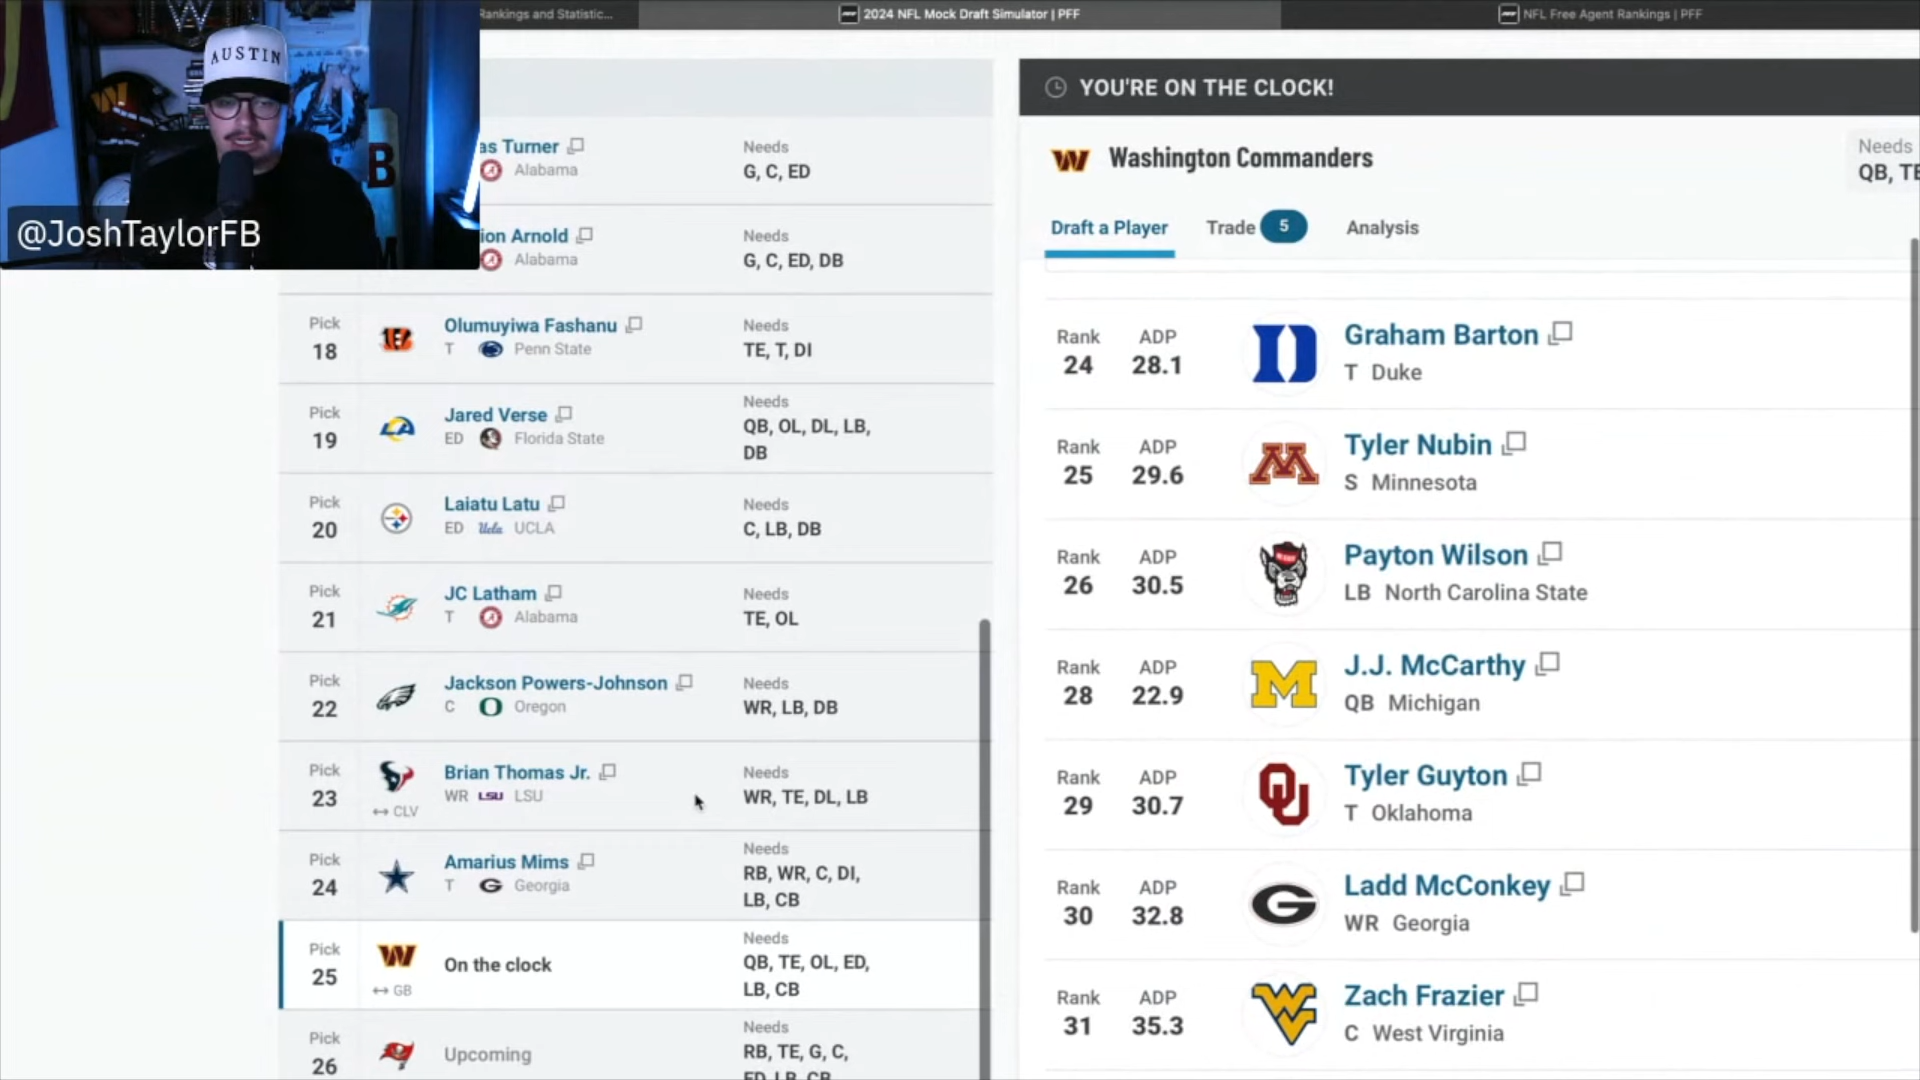 Rankings and Statistic...
2024 NFL Mock Draft Simulator | PFF
NFL Free Agent Rankings | PFF
AUSTIN
@JoshTaylorFB
as Turner
Alabama
Needs
G, C, ED
ion Arnold
Alabama
Needs
G, C, ED, DB
Pick
18
Olumuyiwa Fashanu
T Penn State
Needs
TE, T, DI
Pick
19
Jared Verse
ED Florida State
Needs
QB, OL, DL, LB,
DB
Pick
20
Laiatu Latu
ED Ucla UCLA
Needs
C, LB, DB
Pick
21
JC Latham
T Alabama
Needs
TE, OL
Pick
22
Jackson Powers-Johnson
C Oregon
Needs
WR, LB, DB
Pick
23
↔ CLV
Brian Thomas Jr.
WR LSU LSU
Needs
WR, TE, DL, LB
Pick
24
Amarius Mims
T Georgia
Needs
RB, WR, C, DI,
LB, CB
Pick
25
↔ GB
On the clock
Needs
QB, TE, OL, ED,
LB, CB
Pick
26
Upcoming
Needs
RB, TE, G, C,
ED, LB, CB
YOU'RE ON THE CLOCK!
Washington Commanders
Needs
QB, TE
Draft a Player
Trade 5
Analysis
Rank
24
ADP
28.1
Graham Barton
T Duke
Rank
25
ADP
29.6
Tyler Nubin
S Minnesota
Rank
26
ADP
30.5
Payton Wilson
LB North Carolina State
Rank
28
ADP
22.9
J.J. McCarthy
QB Michigan
Rank
29
ADP
30.7
Tyler Guyton
T Oklahoma
Rank
30
ADP
32.8
Ladd McConkey
WR Georgia
Rank
31
ADP
35.3
Zach Frazier
C West Virginia